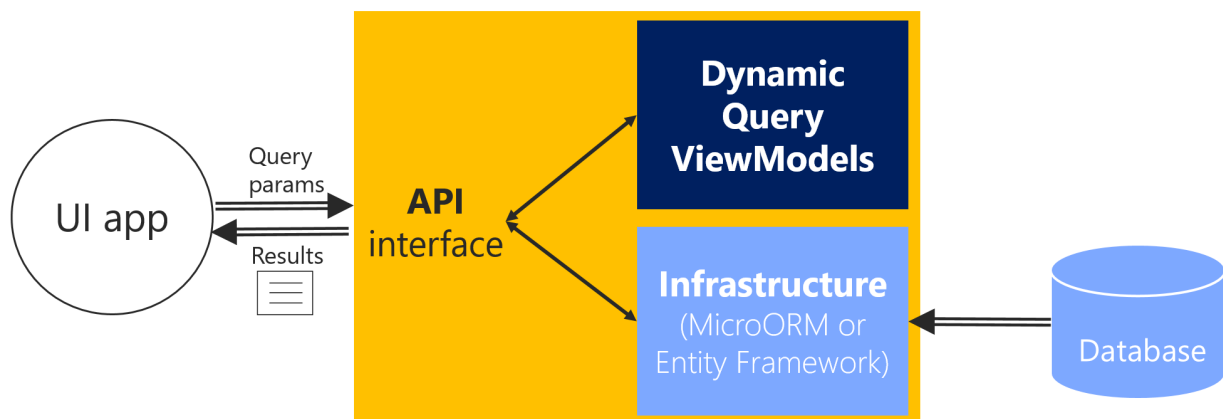 UI app
Query
params
Results
API
interface
Dynamic
Query
ViewModels
Infrastructure
(MicroORM or
Entity Framework)
Database